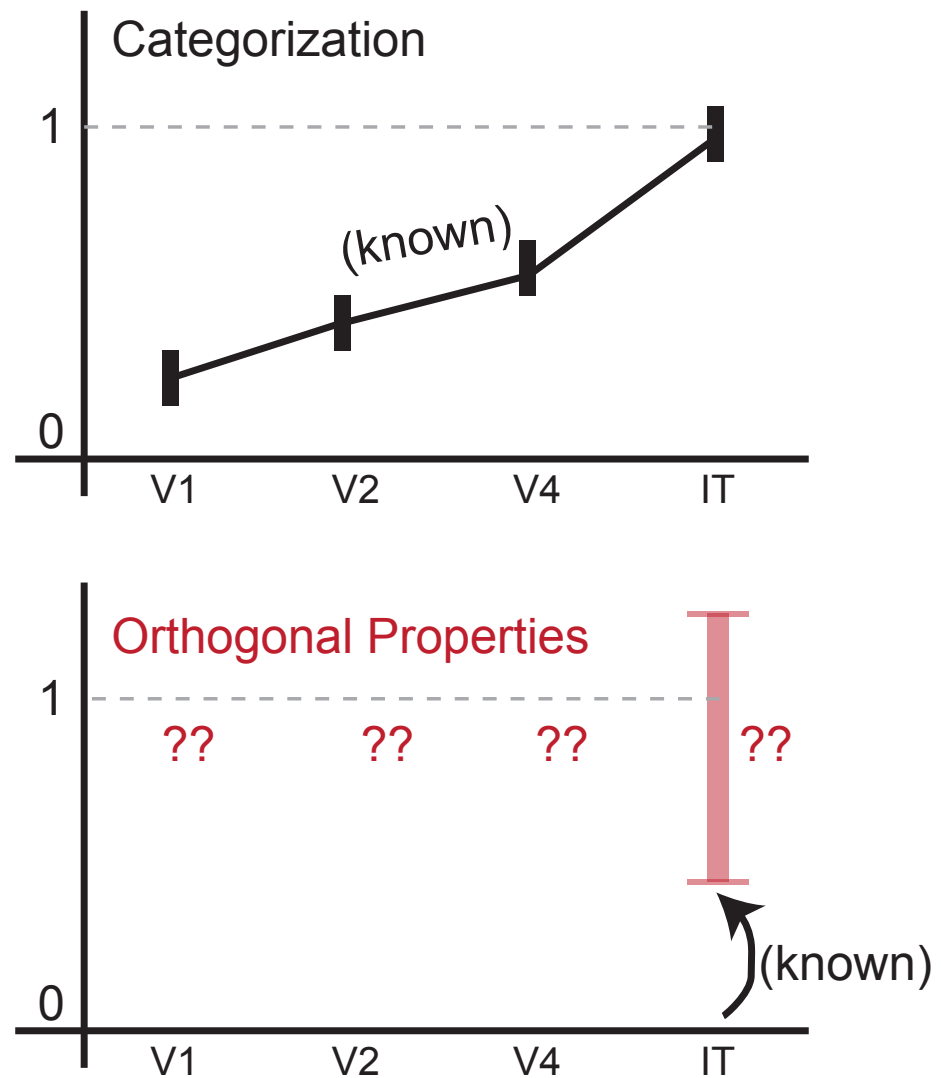 Categorization
1
(known)
0
V1 V2 V4 IT
Orthogonal Properties
1
?? ?? ?? ??
(known)
0
V1 V2 V4 IT